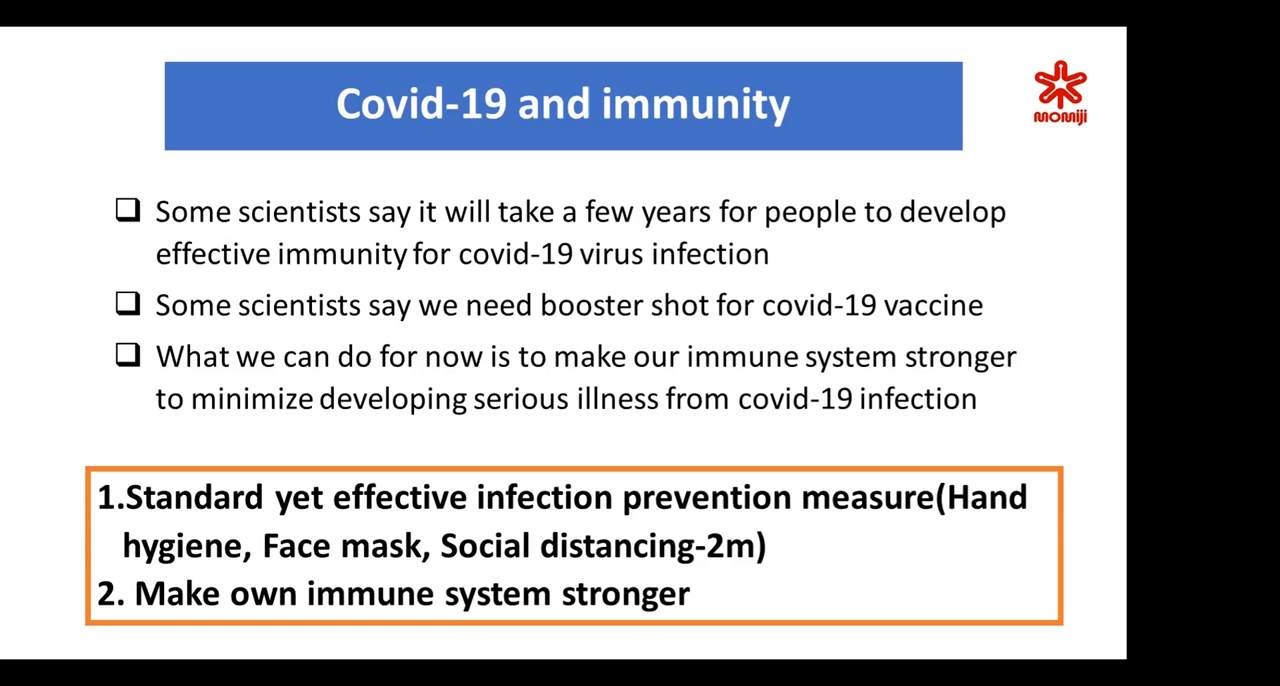 Covid-19 and immunity
MOMIJI
❑ Some scientists say it will take a few years for people to develop
effective immunity for covid-19 virus infection
❑ Some scientists say we need booster shot for covid-19 vaccine
❑ What we can do for now is to make our immune system stronger
to minimize developing serious illness from covid-19 infection
1.Standard yet effective infection prevention measure(Hand
hygiene, Face mask, Social distancing-2m)
2. Make own immune system stronger